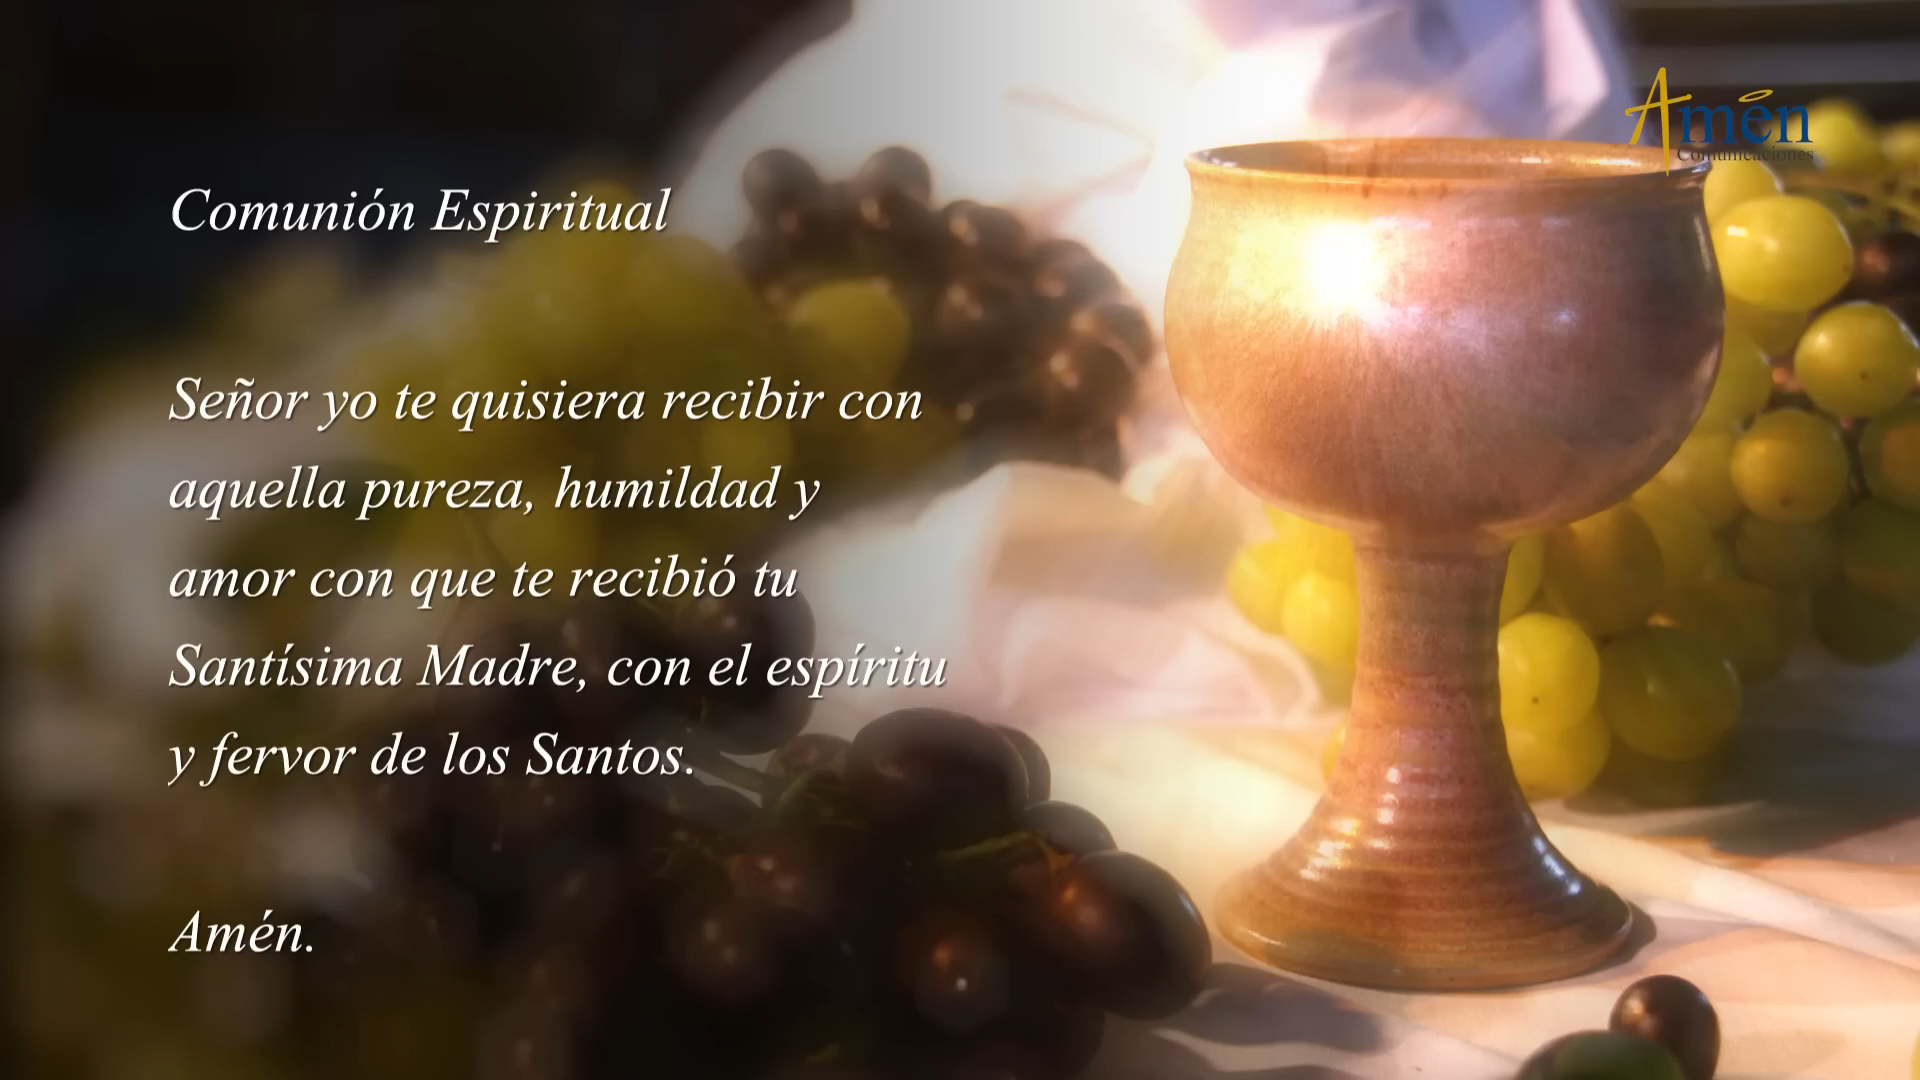 Amén
Comunicaciones
Comunión Espiritual
Señor yo te quisiera recibir con
aquella pureza, humildad y
amor con que te recibió tu
Santísima Madre, con el espíritu
y fervor de los Santos.
Amén.